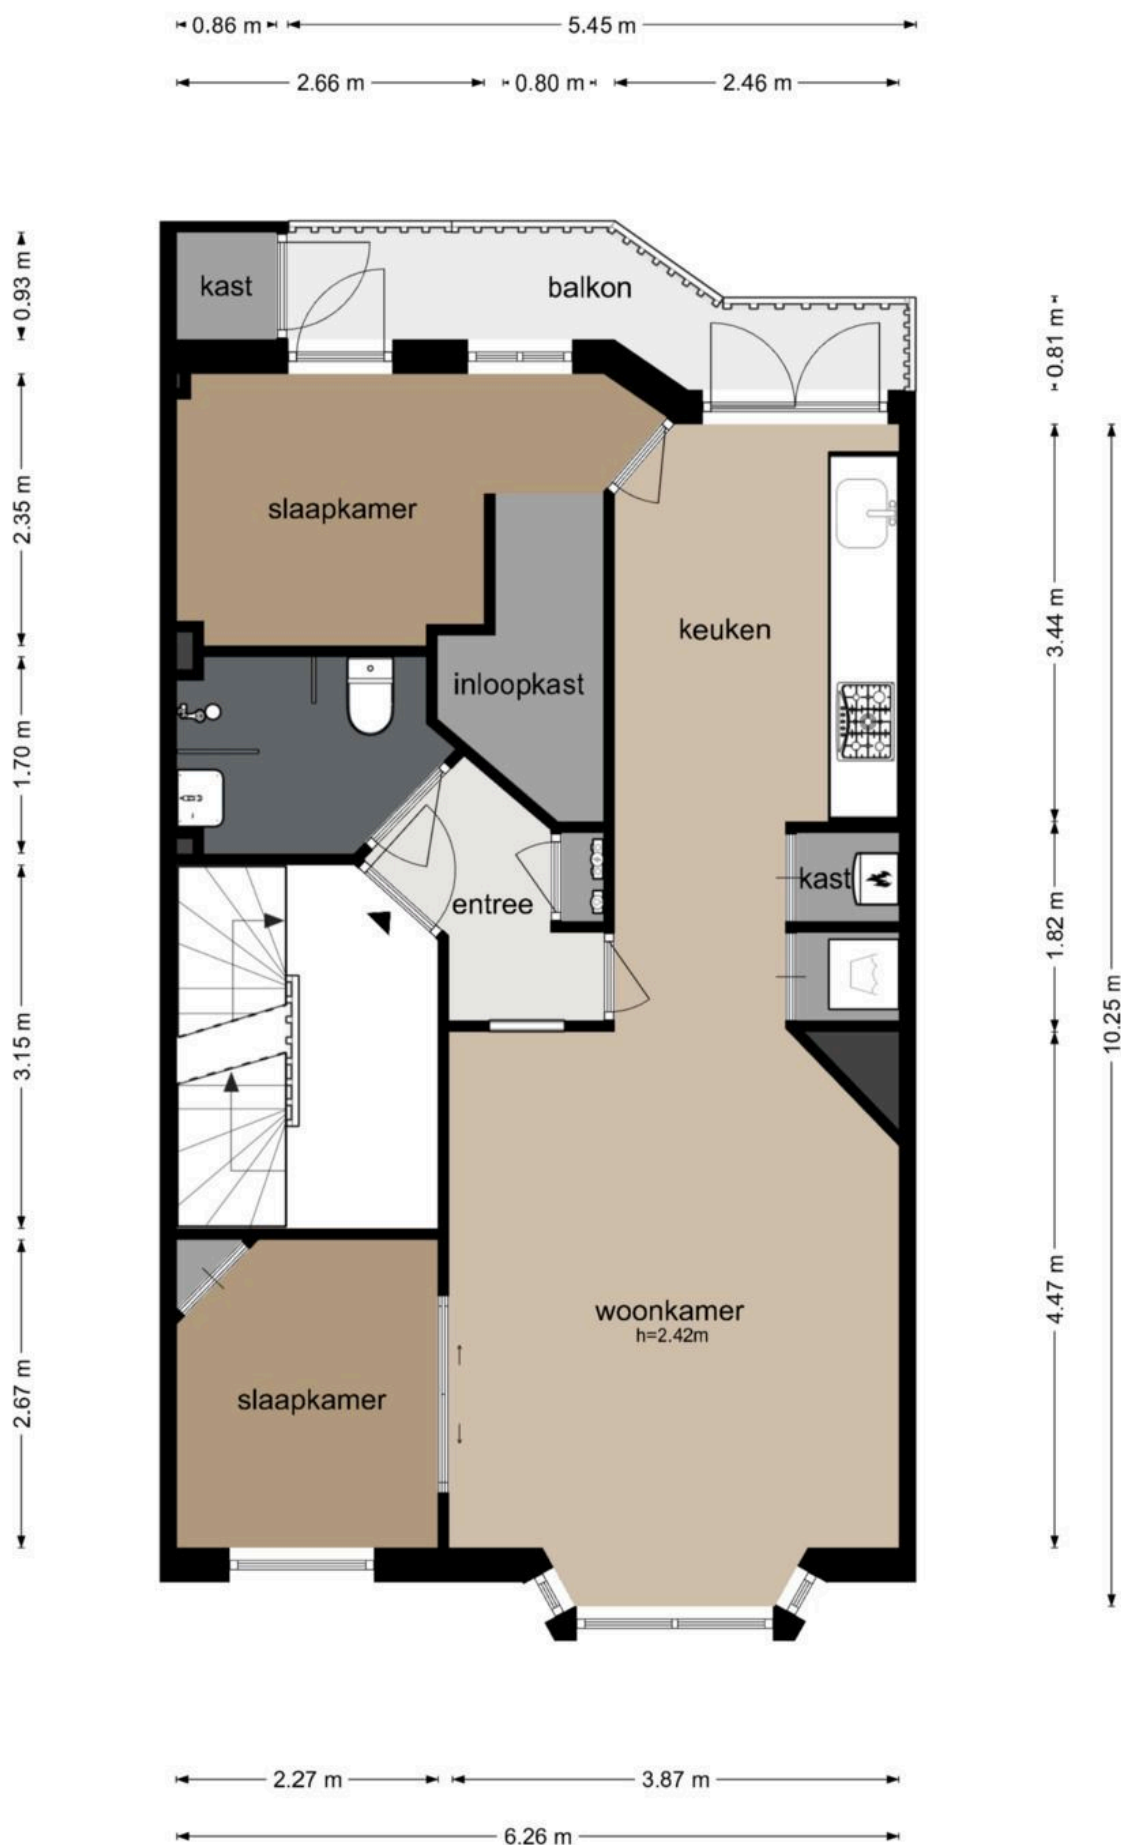 0.86 m
5.45 m
2.66 m
0.80 m
2.46 m
kast
balkon
0.93 m
0.81 m
slaapkamer
2.35 m
keuken
3.44 m
inloopkast
1.70 m
kast
entree
1.82 m
10.25 m
3.15 m
woonkamer
h=2.42m
4.47 m
slaapkamer
2.67 m
2.27 m
3.87 m
6.26 m